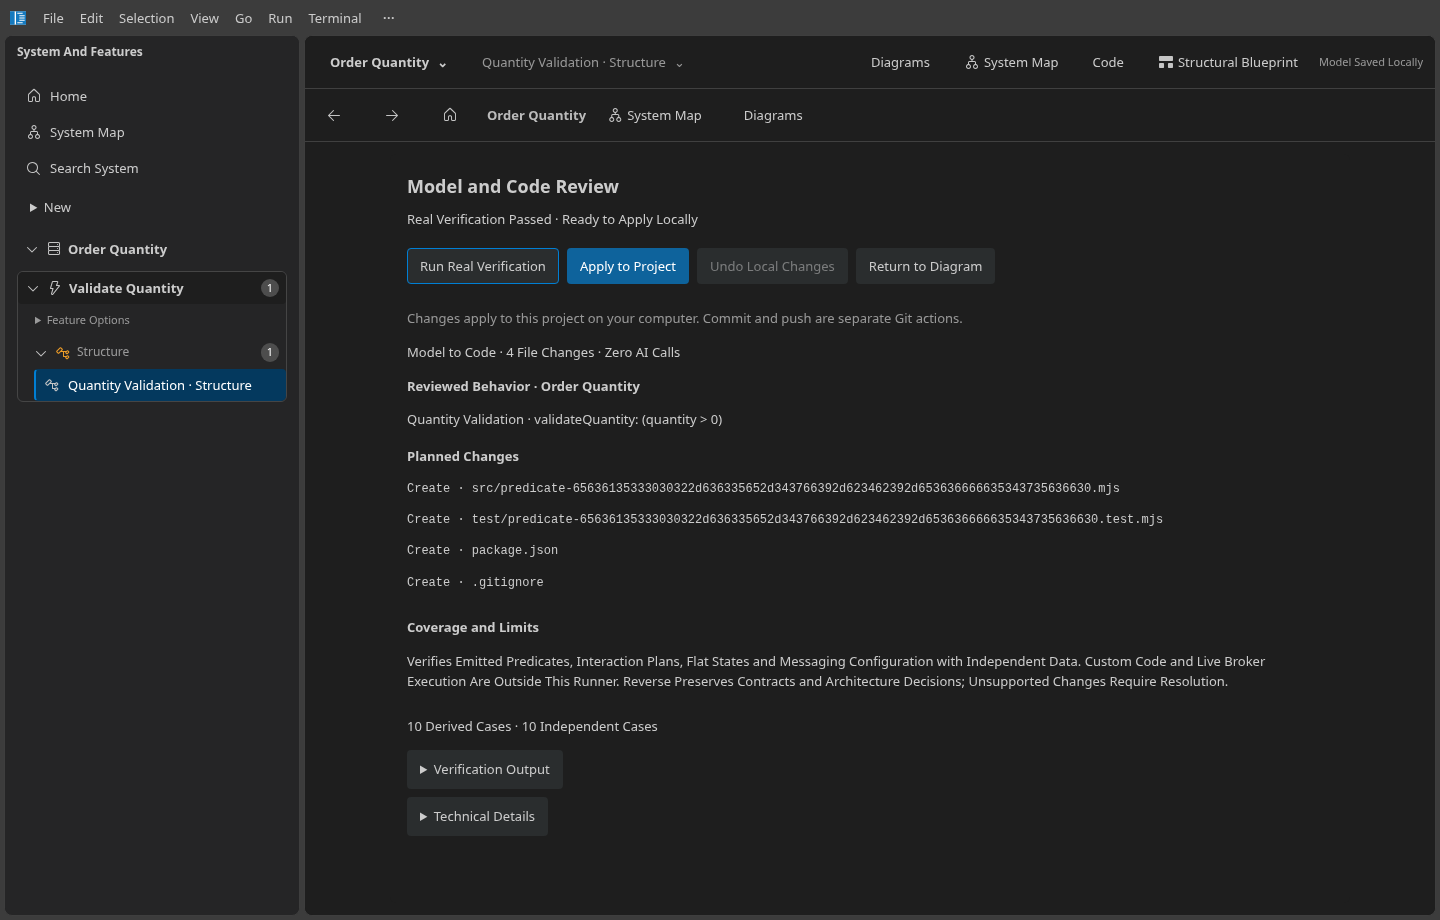 File Edit Selection View Go Run Terminal ···
System And Features
Home
System Map
Search System
New
Order Quantity
Validate Quantity 1
Feature Options
Structure 1
Quantity Validation · Structure
Order Quantity Quantity Validation · Structure Diagrams System Map Code Structural Blueprint Model Saved Locally
Order Quantity System Map Diagrams
Model and Code Review
Real Verification Passed · Ready to Apply Locally
Run Real Verification Apply to Project Undo Local Changes Return to Diagram
Changes apply to this project on your computer. Commit and push are separate Git actions.
Model to Code · 4 File Changes · Zero AI Calls
Reviewed Behavior · Order Quantity
Quantity Validation · validateQuantity: (quantity > 0)
Planned Changes
Create · src/predicate-65636135333030322d636335652d343766392d623462392d653636666635343735636630.mjs
Create · test/predicate-65636135333030322d636335652d343766392d623462392d653636666635343735636630.test.mjs
Create · package.json
Create · .gitignore
Coverage and Limits
Verifies Emitted Predicates, Interaction Plans, Flat States and Messaging Configuration with Independent Data. Custom Code and Live Broker
Execution Are Outside This Runner. Reverse Preserves Contracts and Architecture Decisions; Unsupported Changes Require Resolution.
10 Derived Cases · 10 Independent Cases
Verification Output
Technical Details